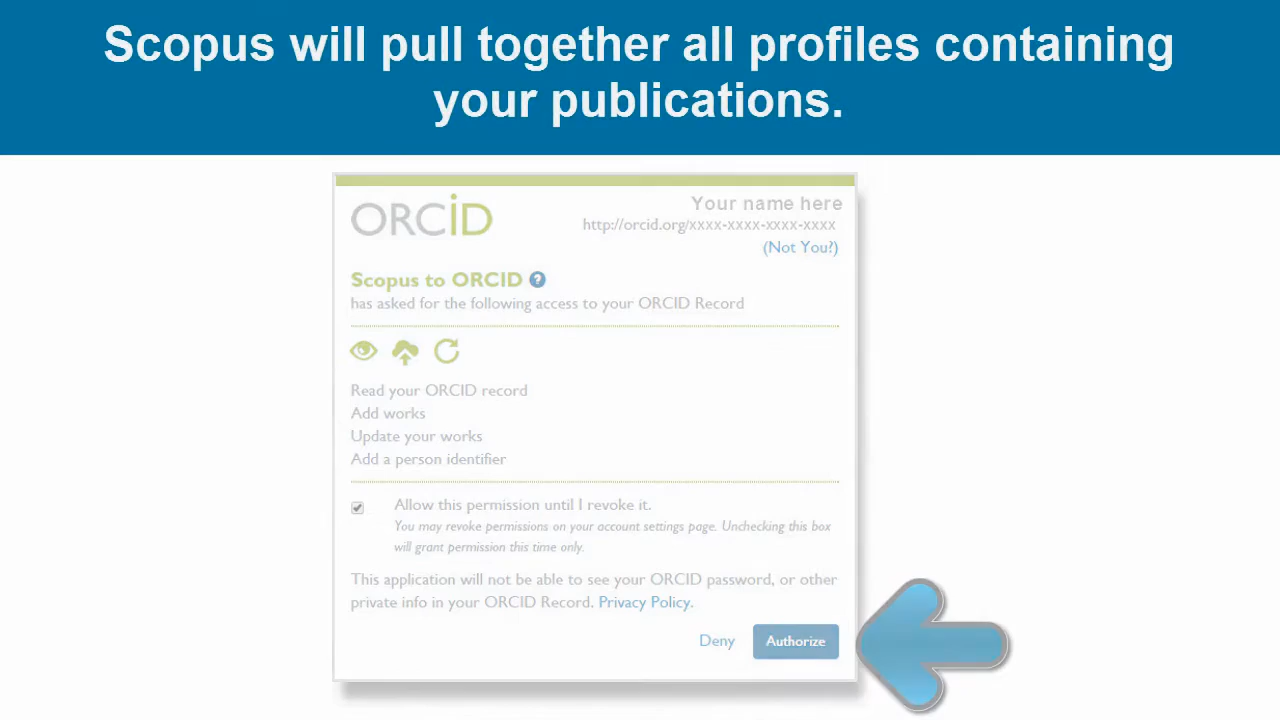 Scopus will pull together all profiles containing
your publications.
ORCiD
Your name here
http://orcid.org/xxxx-xxxx-xxxx-xxxx
(Not You?)
Scopus to ORCID ?
has asked for the following access to your ORCID Record
Read your ORCID record
Add works
Update your works
Add a person identifier
Allow this permission until I revoke it.
You may revoke permissions on your account settings page. Unchecking this box
will grant permission this time only.
This application will not be able to see your ORCID password, or other
private info in your ORCID Record. Privacy Policy.
Deny Authorize